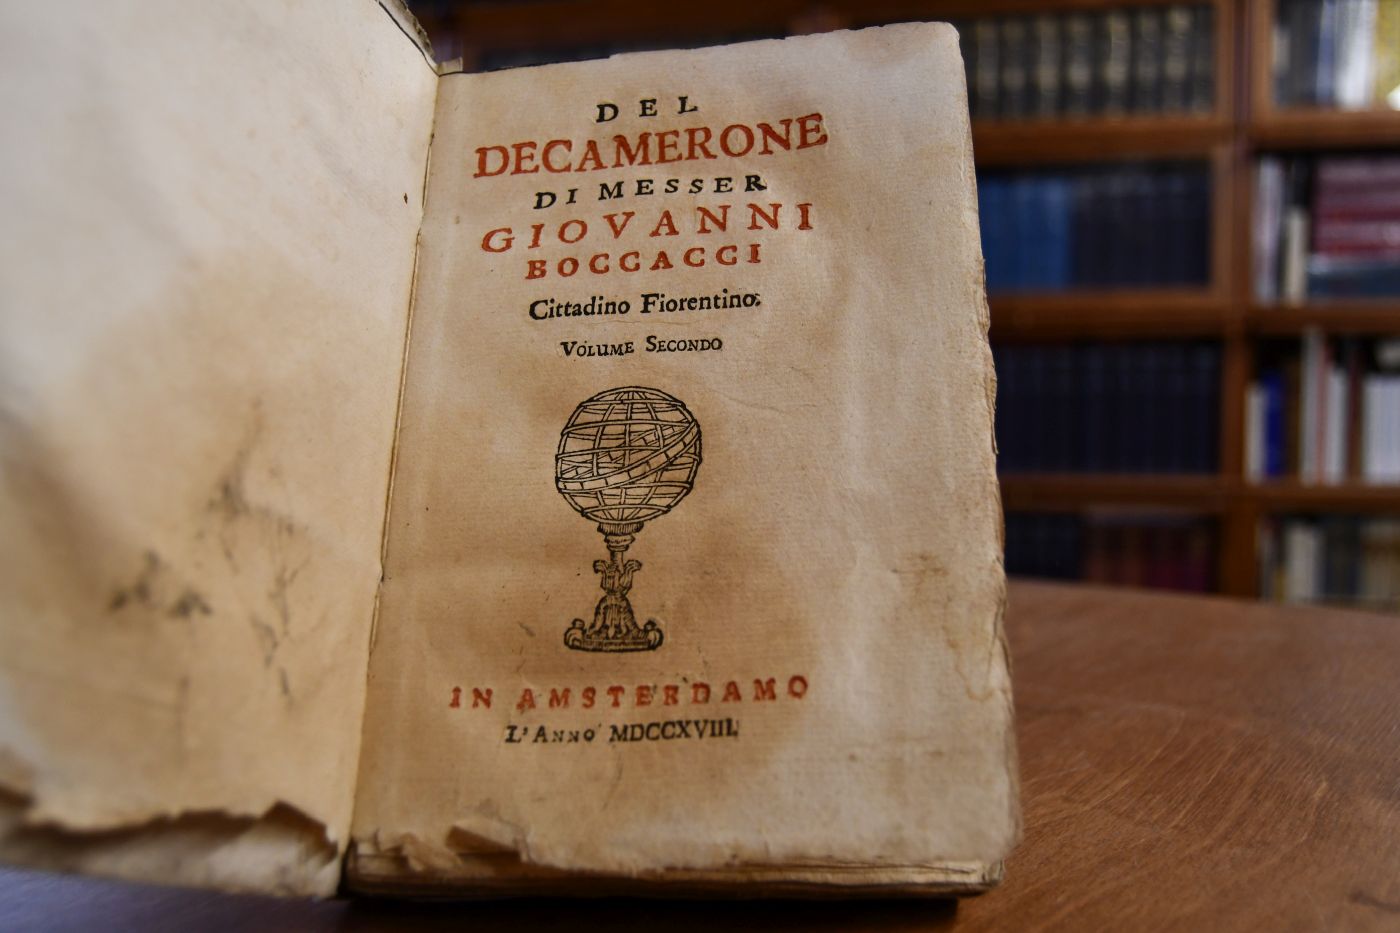 DEL
DECAMERONE
DI MESSER
GIOVANNI
BOCCACCI
Cittadino Fiorentino.
VOLUME SECONDO
IN AMSTERDAMO
L'ANNO MDCCXVIII.